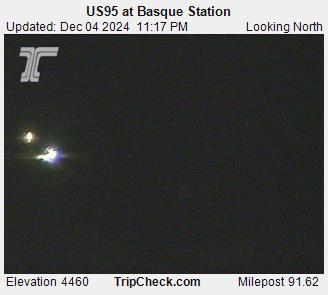 US95 at Basque Station
Updated: Dec 04 2024 11:17 PM Looking North
Elevation 4460 TripCheck.com Milepost 91.62